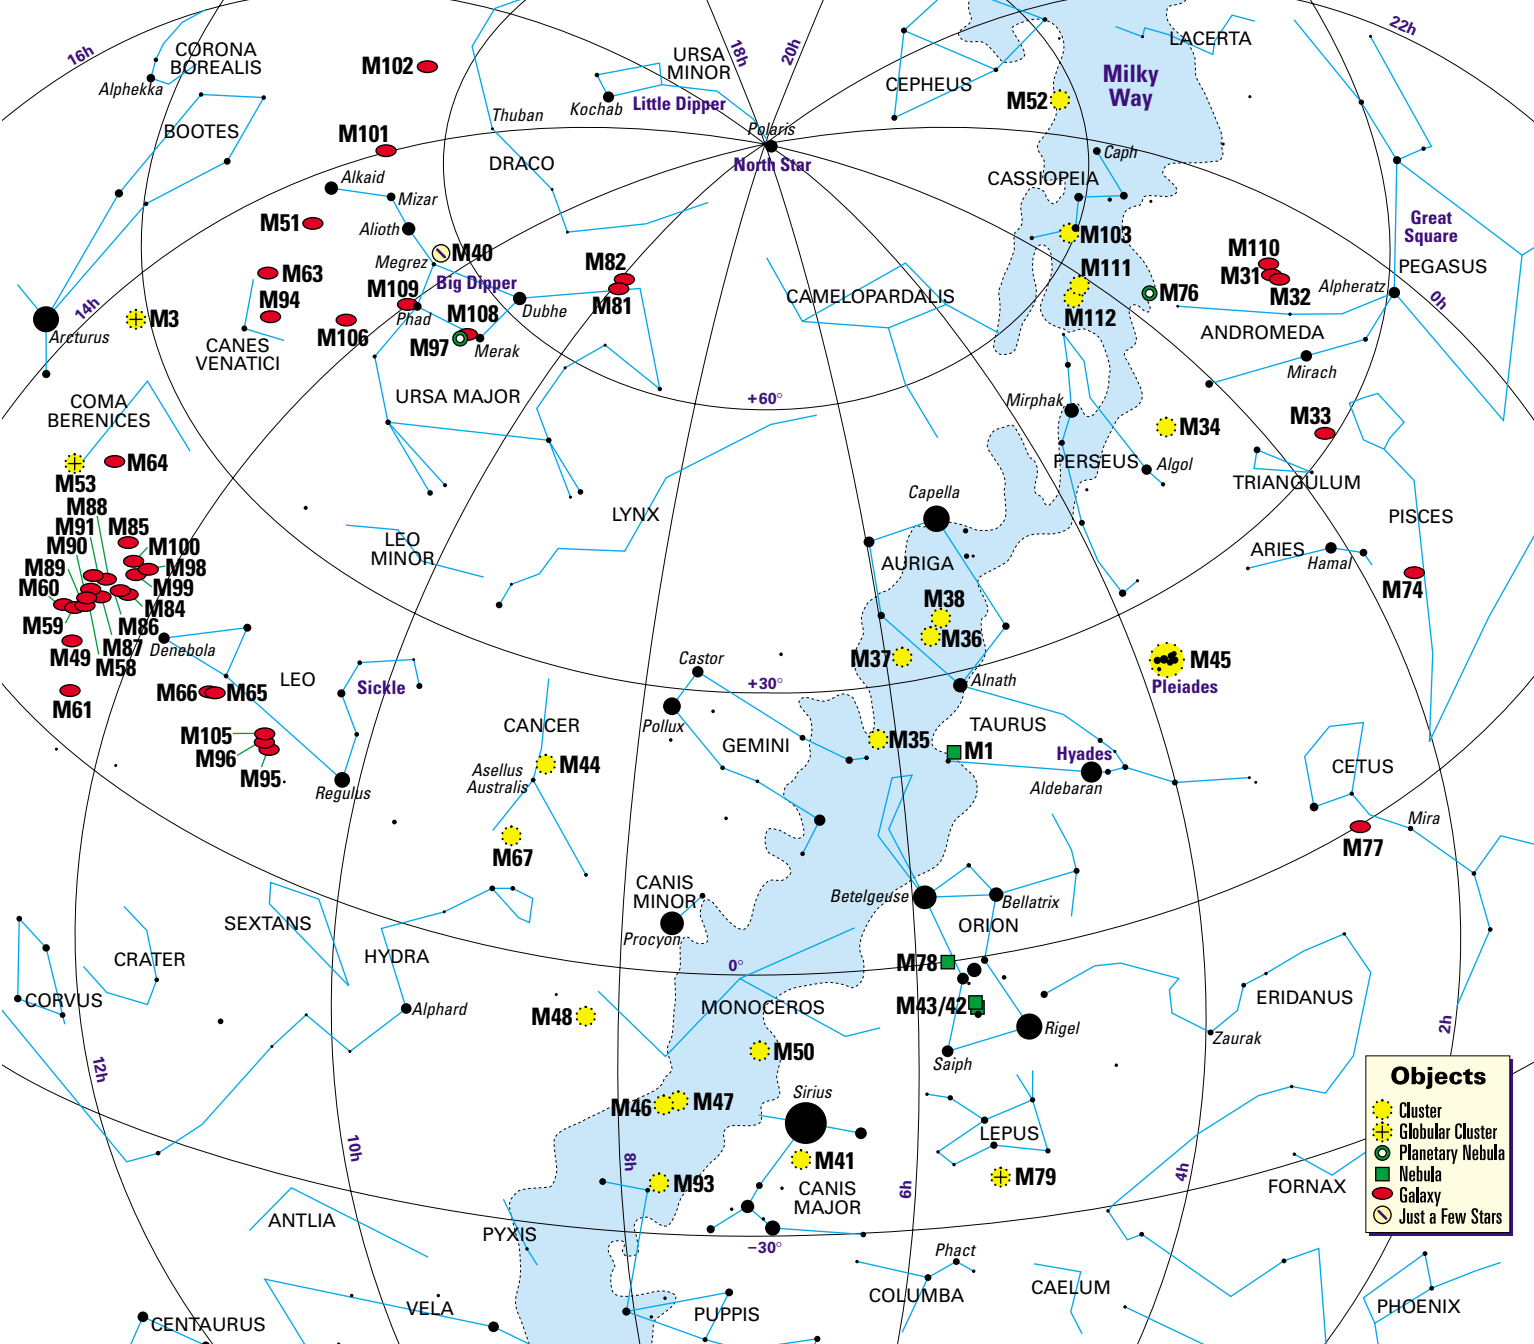 16h
CORONA
BOREALIS
Alphekka
M102
URSA
MINOR
Kochab
Little Dipper
18h
20h
CEPHEUS
LACERTA
22h
Milky
Way
M52
BOOTES
M101
Thuban
DRACO
Polaris
North Star
Caph
CASSIOPEIA
Alkaid
Mizar
M51
Alioth
M40
Megrez
Big Dipper
M63
M94
M109
Phad
M108
M97
Merak
Dubhe
M82
M81
CAMELOPARDALIS
M103
M111
M112
M76
M110
M31
M32
Great
Square
PEGASUS
Alpheratz
0h
ANDROMEDA
Mirach
14h
Arcturus
M3
CANES
VENATICI
M106
URSA MAJOR
+60°
Mirphak
M34
M33
COMA
BERENICES
M53
M64
PERSEUS
Algol
TRIANGULUM
PISCES
M88
M91
M85
M90
M100
M89
M98
M60
M99
M84
M59
M86
M87
M49
M58
M61
Denebola
LEO
MINOR
LYNX
Capella
AURIGA
M38
M36
M37
ARIES
Hamal
M74
M45
Pleiades
M66
M65
LEO
Sickle
Castor
+30°
Alnath
Pollux
TAURUS
M105
M96
M95
Regulus
CANCER
M44
Asellus
Australis
GEMINI
M35
M1
Hyades
Aldebaran
CETUS
Mira
M77
M67
CANIS
MINOR
Procyon
Betelgeuse
Bellatrix
ORION
SEXTANS
HYDRA
CRATER
CORVUS
0°
M78
M43/42
MONOCEROS
Alphard
M48
Rigel
Saiph
ERIDANUS
Zaurak
2h
12h
M50
M46
M47
Sirius
LEPUS
M79
M41
CANIS
MAJOR
10h
8h
M93
6h
4h
FORNAX
ANTLIA
PYXIS
−30°
Phact
COLUMBA
CAELUM
PHOENIX
VELA
PUPPIS
CENTAURUS
Objects
Cluster
Globular Cluster
Planetary Nebula
Nebula
Galaxy
Just a Few Stars